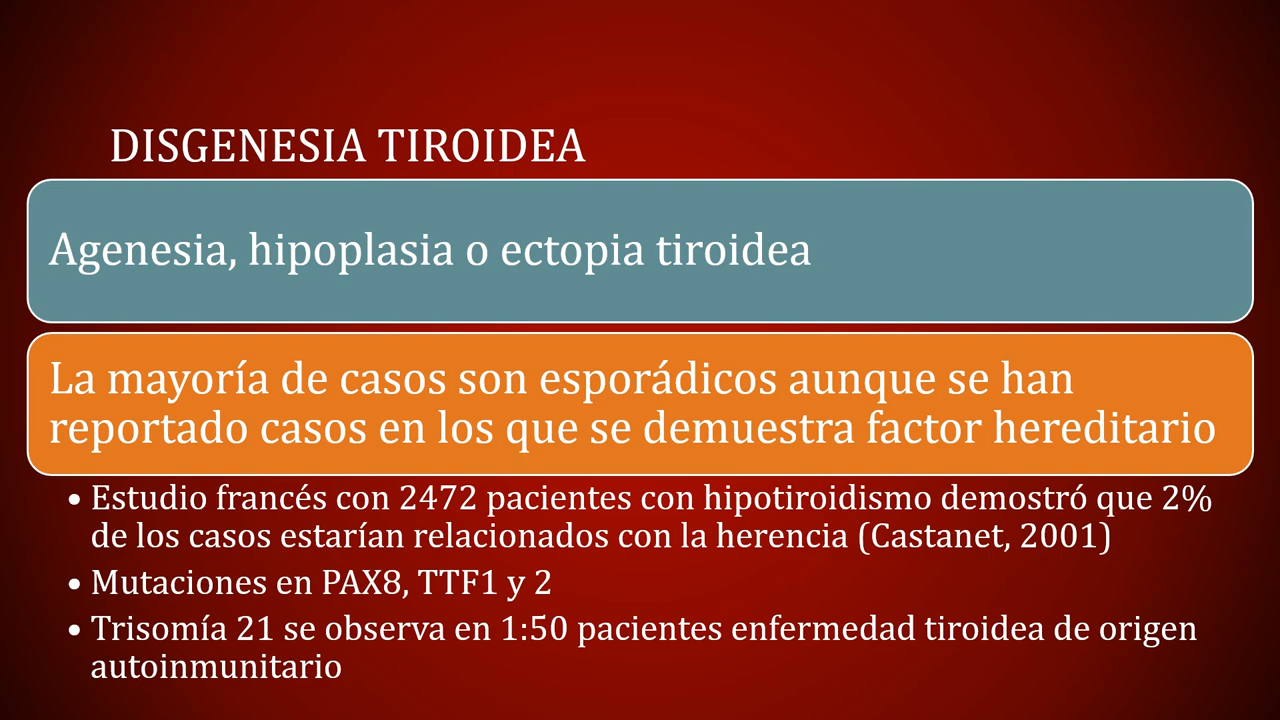 DISGENESIA TIROIDEA
Agenesia, hipoplasia o ectopia tiroidea
La mayoría de casos son esporádicos aunque se han
reportado casos en los que se demuestra factor hereditario
• Estudio francés con 2472 pacientes con hipotiroidismo demostró que 2%
de los casos estarían relacionados con la herencia (Castanet, 2001)
• Mutaciones en PAX8, TTF1 y 2
• Trisomía 21 se observa en 1:50 pacientes enfermedad tiroidea de origen
autoinmunitario